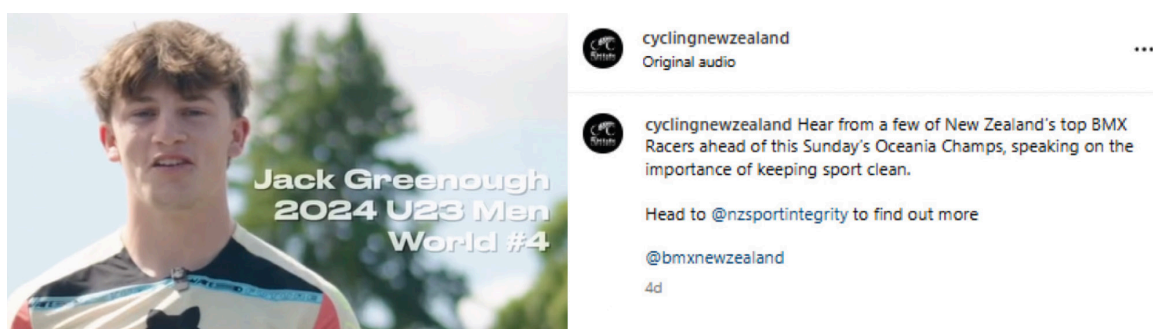 Jack Greenough
2024 U23 Men
World #4
cyclingnewzealand
Original audio
cyclingnewzealand Hear from a few of New Zealand's top BMX
Racers ahead of this Sunday's Oceania Champs, speaking on the
importance of keeping sport clean.
Head to @nzsportintegrity to find out more
@bmxnewzealand
4d